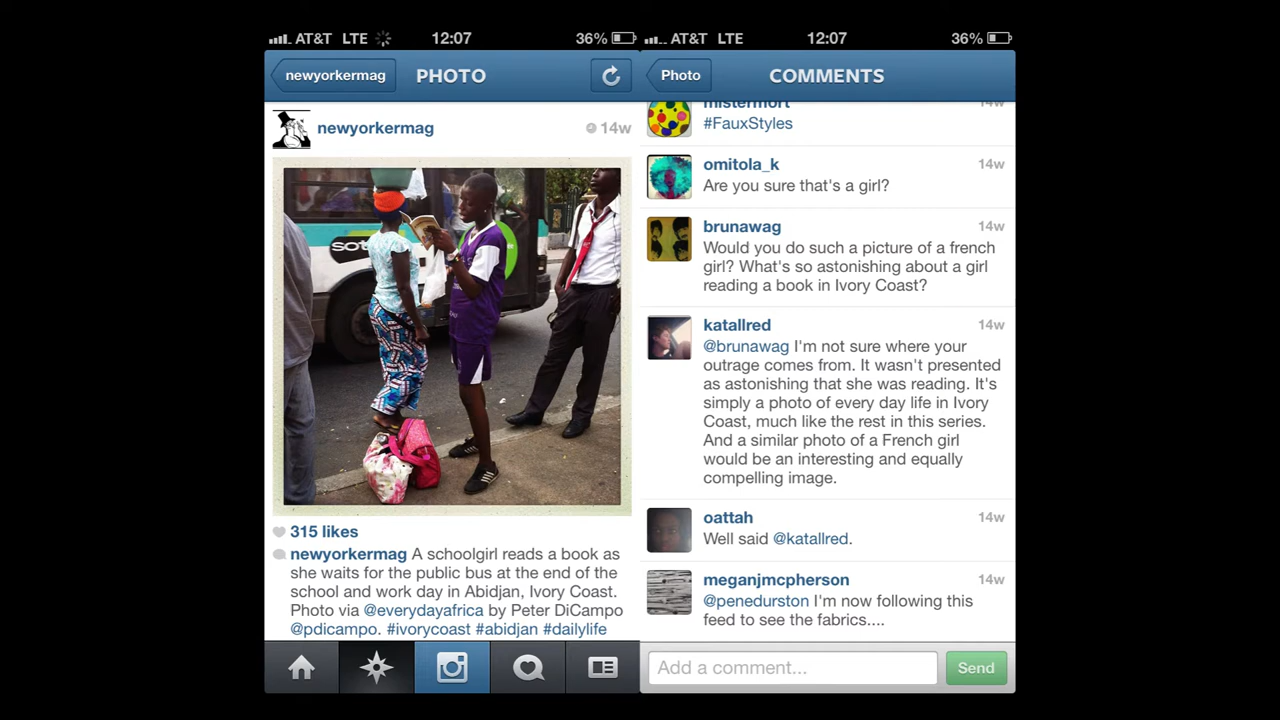 AT&T LTE 12:07 36%
newyorkermag PHOTO
newyorkermag 14w
sot
315 likes
newyorkermag A schoolgirl reads a book as
she waits for the public bus at the end of the
school and work day in Abidjan, Ivory Coast.
Photo via @everydayafrica by Peter DiCampo
@pdicampo. #ivorycoast #abidjan #dailylife
AT&T LTE 12:07 36%
Photo COMMENTS
mistermort 14w
#FauxStyles
omitola_k 14w
Are you sure that's a girl?
brunawag 14w
Would you do such a picture of a french
girl? What's so astonishing about a girl
reading a book in Ivory Coast?
katallred 14w
@brunawag I'm not sure where your
outrage comes from. It wasn't presented
as astonishing that she was reading. It's
simply a photo of every day life in Ivory
Coast, much like the rest in this series.
And a similar photo of a French girl
would be an interesting and equally
compelling image.
oattah 14w
Well said @katallred.
meganjmcpherson 14w
@penedurston I'm now following this
feed to see the fabrics....
Add a comment... Send